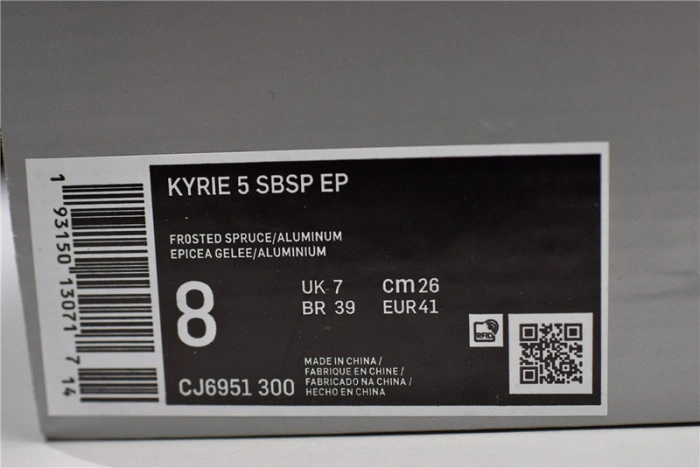 KYRIE 5 SBSP EP
FROSTED SPRUCE/ALUMINUM
EPICEA GELEE/ALUMINIUM
8
UK 7 cm 26
BR 39 EUR 41
RFID
MADE IN CHINA /
FABRIQUE EN CHINE /
FABRICADO NA CHINA /
HECHO EN CHINA
CJ6951 300
1 93150 13071 7 14